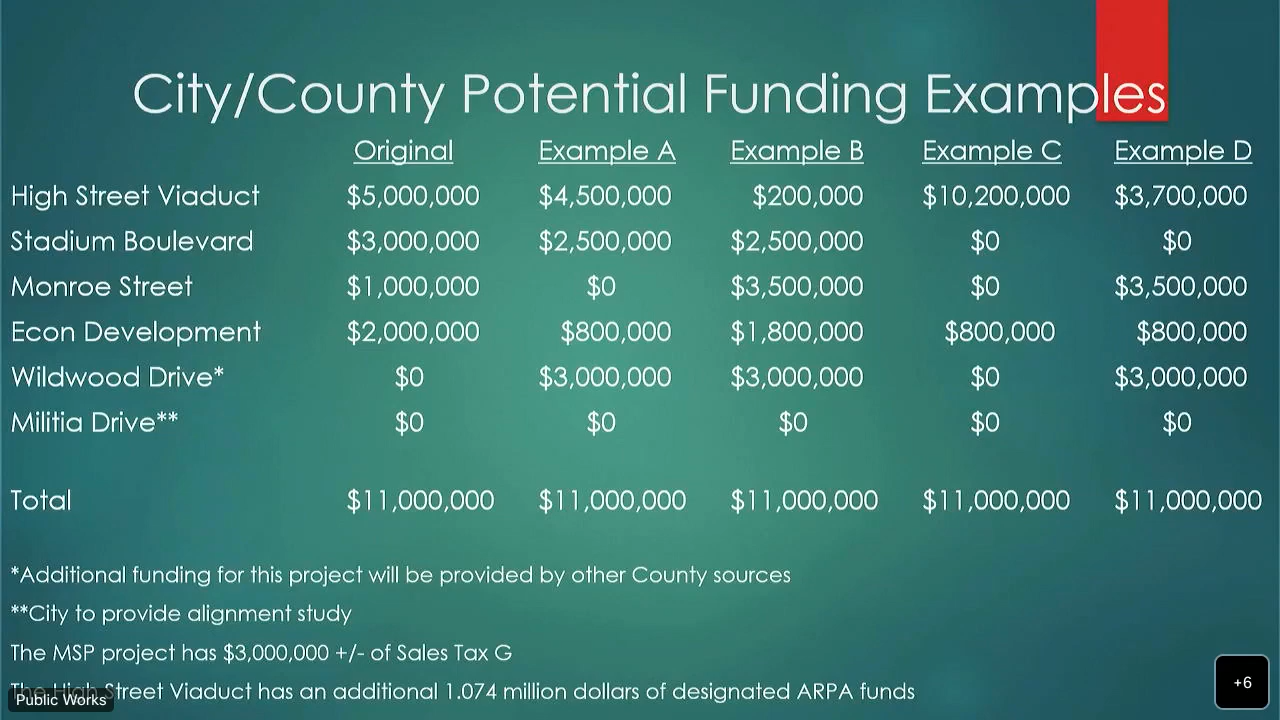 City/County Potential Funding Examples
Original Example A Example B Example C Example D
High Street Viaduct $5,000,000 $4,500,000 $200,000 $10,200,000 $3,700,000
Stadium Boulevard $3,000,000 $2,500,000 $2,500,000 $0 $0
Monroe Street $1,000,000 $0 $3,500,000 $0 $3,500,000
Econ Development $2,000,000 $800,000 $1,800,000 $800,000 $800,000
Wildwood Drive* $0 $3,000,000 $3,000,000 $0 $3,000,000
Militia Drive** $0 $0 $0 $0 $0
Total $11,000,000 $11,000,000 $11,000,000 $11,000,000 $11,000,000
*Additional funding for this project will be provided by other County sources
**City to provide alignment study
The MSP project has $3,000,000 +/- of Sales Tax G
The High Street Viaduct has an additional 1.074 million dollars of designated ARPA funds
Public Works
+6